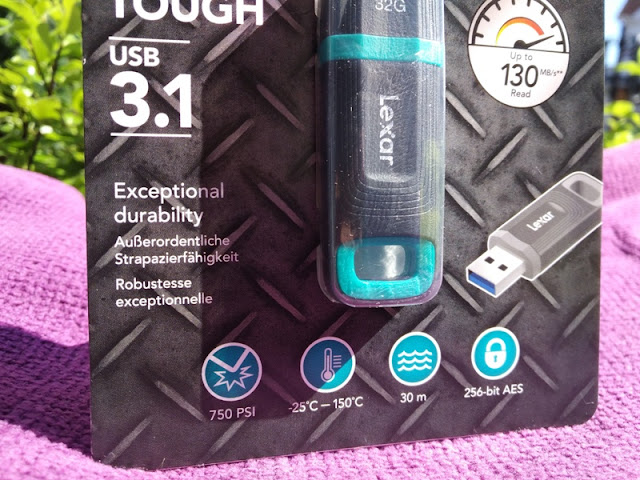 TOUGH
32G
USB
3.1
Up to
130 MB/s**
Read
Lexar
Exceptional
durability
Außerordentliche
Strapazierfähigkeit
Robustesse
exceptionnelle
Lexar
750 PSI
-25°C – 150°C
30 m
256-bit AES